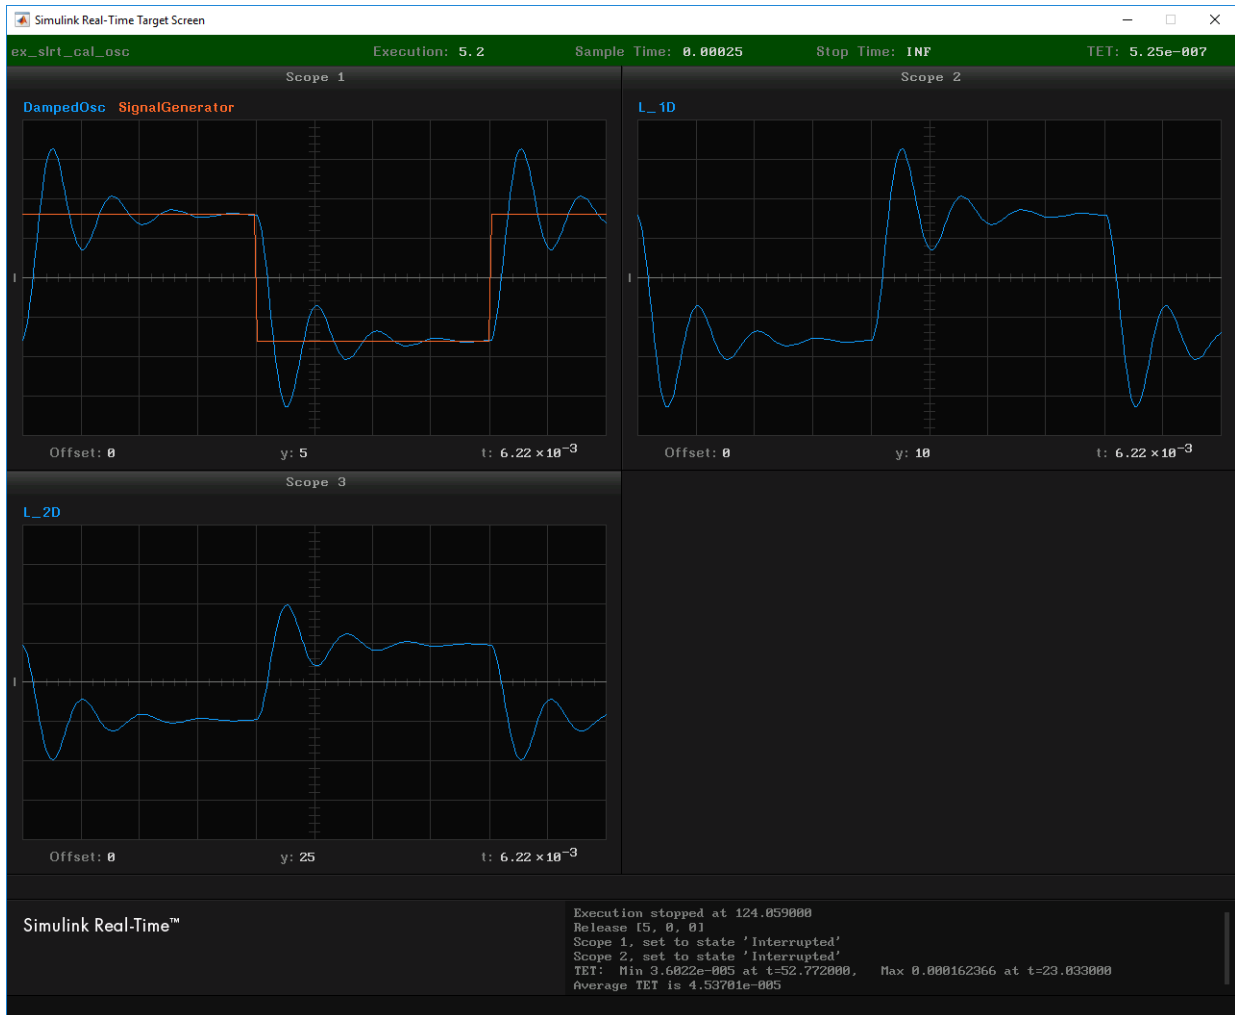 Simulink Real-Time Target Screen
ex_slrt_cal_osc Execution: 5.2 Sample Time: 0.00025 Stop Time: INF TET: 5.25e-007
Scope 1
DampedOsc SignalGenerator
Offset: 0 y: 5 t: 6.22×10⁻³
Scope 2
L_1D
Offset: 0 y: 10 t: 6.22×10⁻³
Scope 3
L_2D
Offset: 0 y: 25 t: 6.22×10⁻³
Simulink Real-Time™
Execution stopped at 124.059000
Release [5, 0, 0]
Scope 1, set to state 'Interrupted'
Scope 2, set to state 'Interrupted'
TET: Min 3.6022e-005 at t=52.772000, Max 0.000162366 at t=23.033000
Average TET is 4.53701e-005